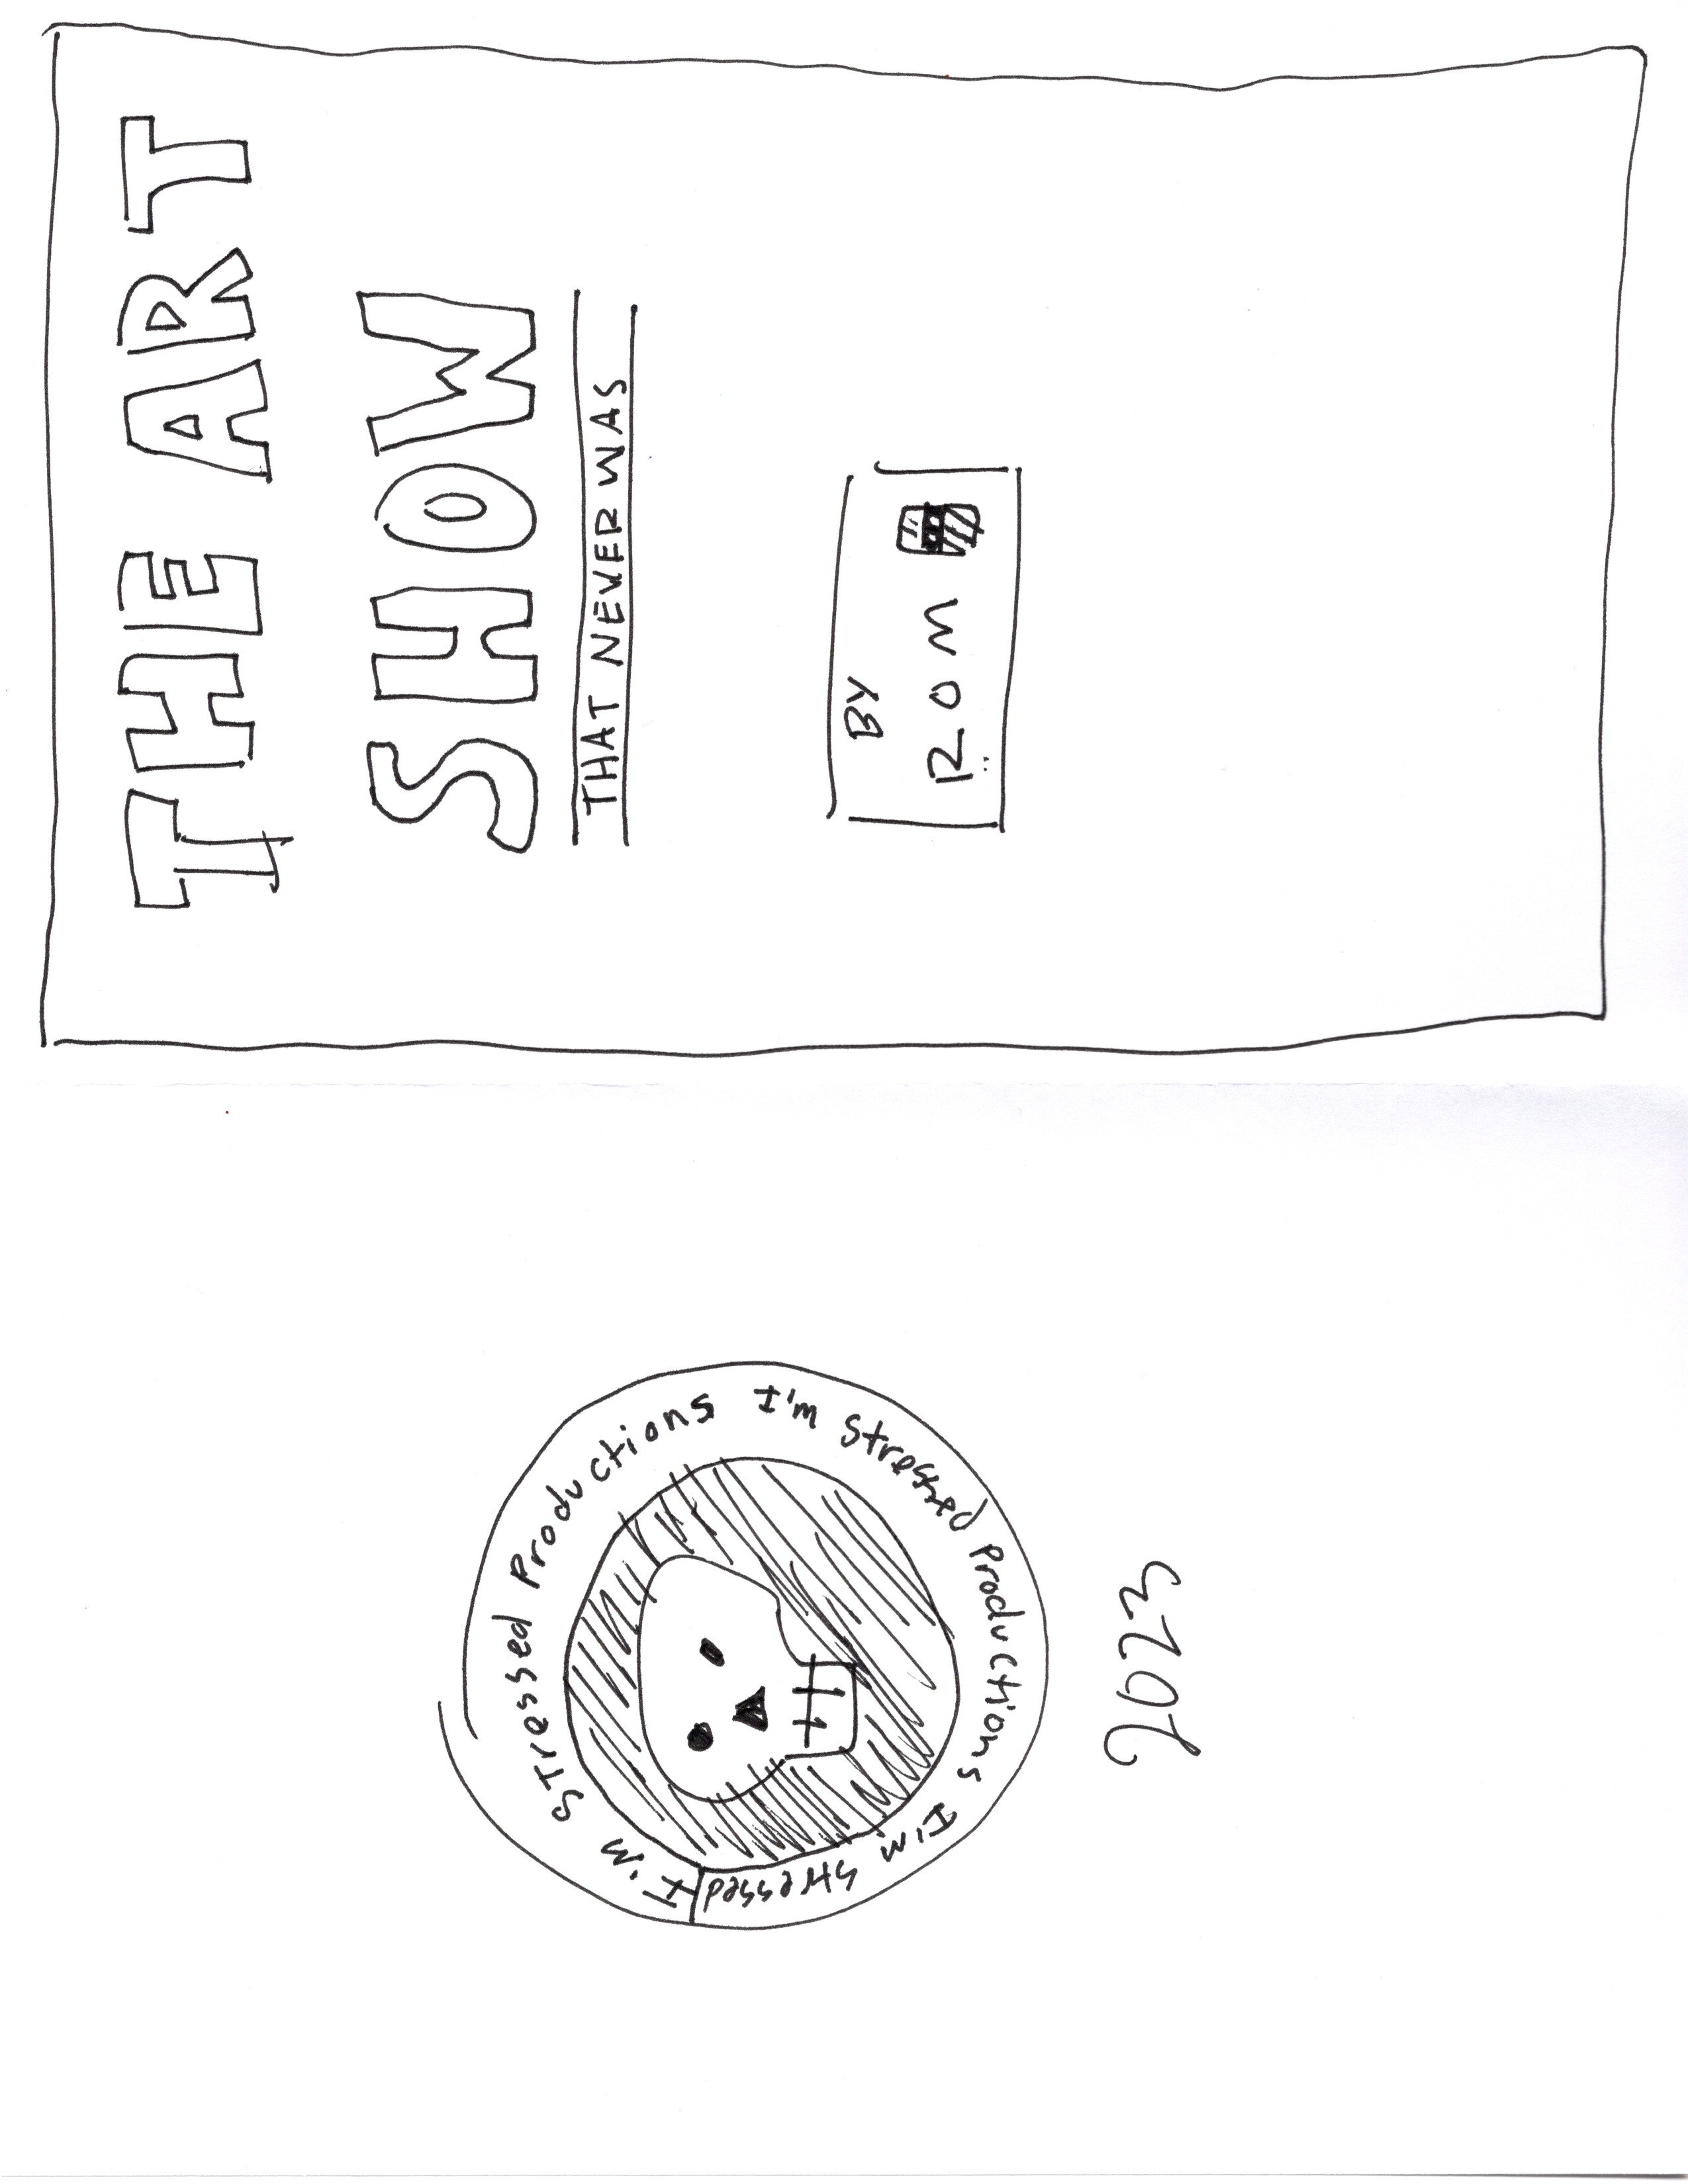 I'm Stressed Productions I'm Stressed Productions I'm Stressed
2023
THE ART
SHOW
THAT NEVER WAS
BY
ROM